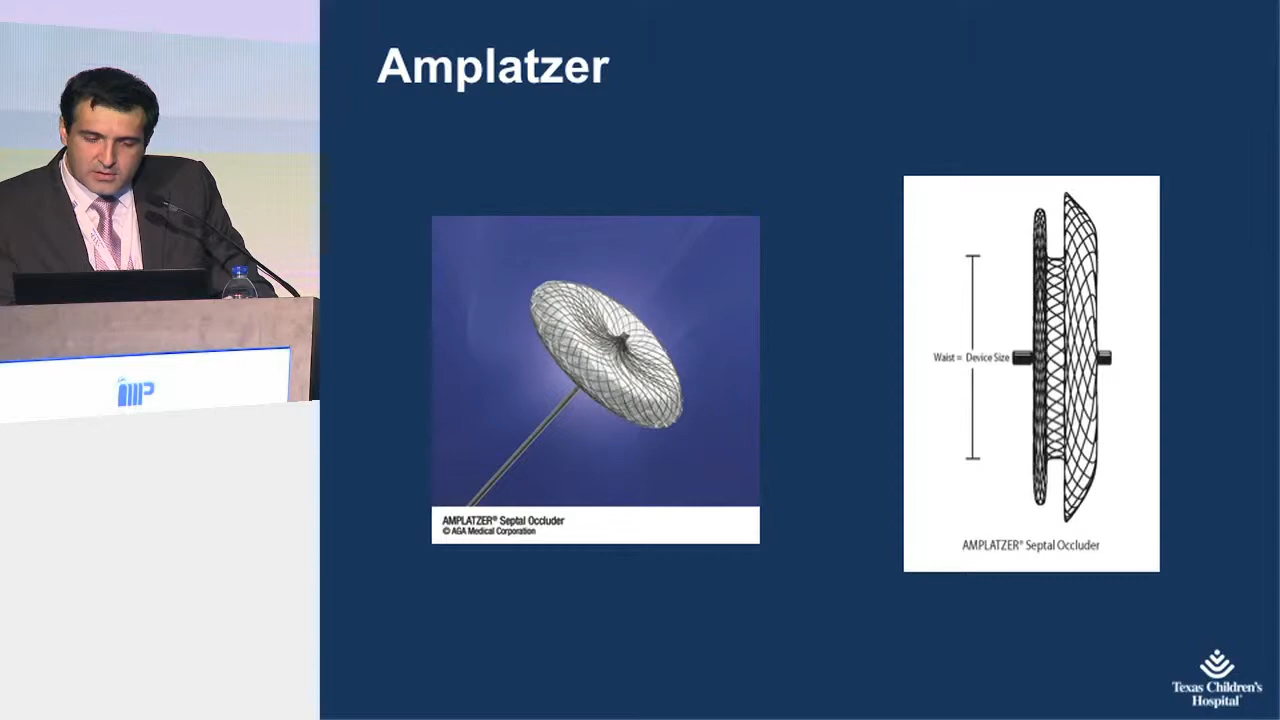 Amplatzer
AMPLATZER® Septal Occluder
© AGA Medical Corporation
Waist = Device Size
AMPLATZER® Septal Occluder
Texas Children's
Hospital